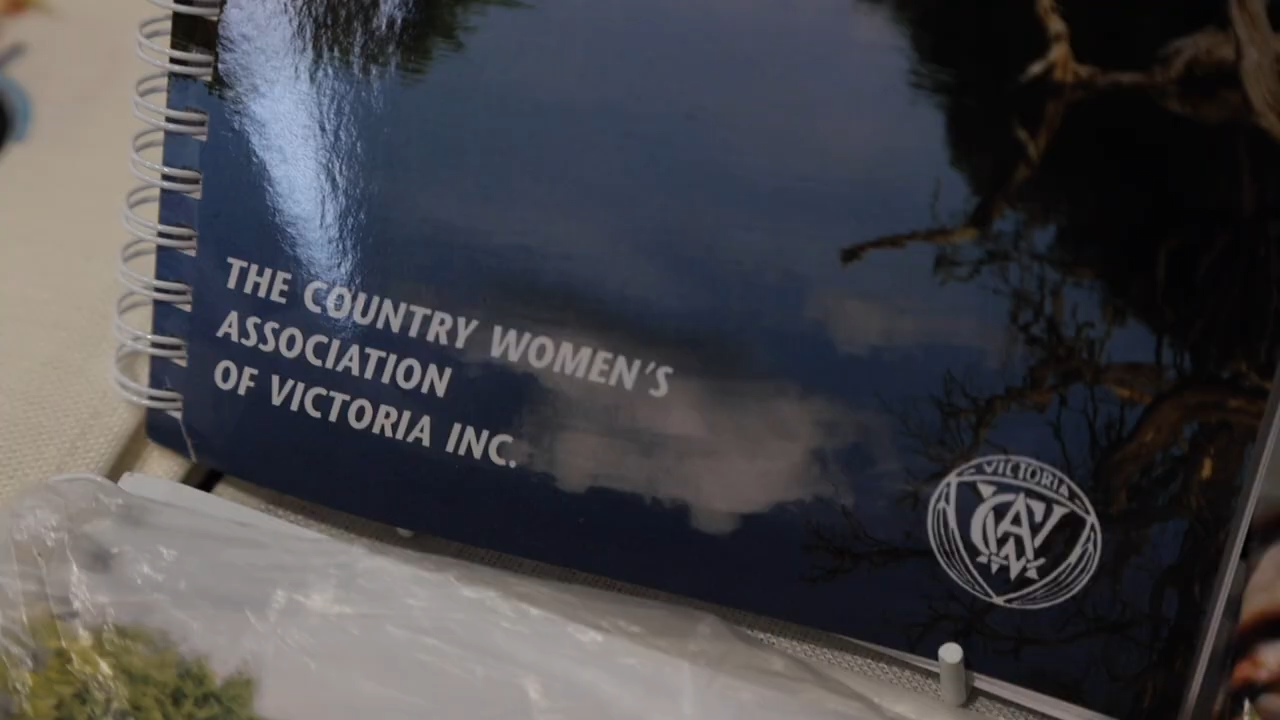 THE COUNTRY WOMEN'S
ASSOCIATION
OF VICTORIA INC.
VICTORIA
CWA